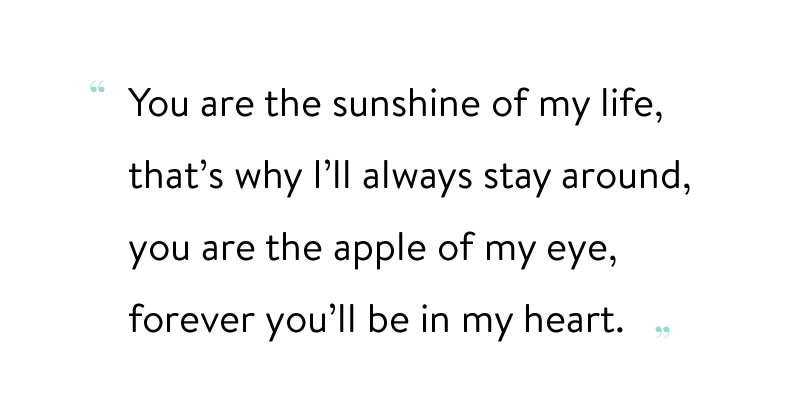 “ You are the sunshine of my life,
that’s why I’ll always stay around,
you are the apple of my eye,
forever you’ll be in my heart. ”